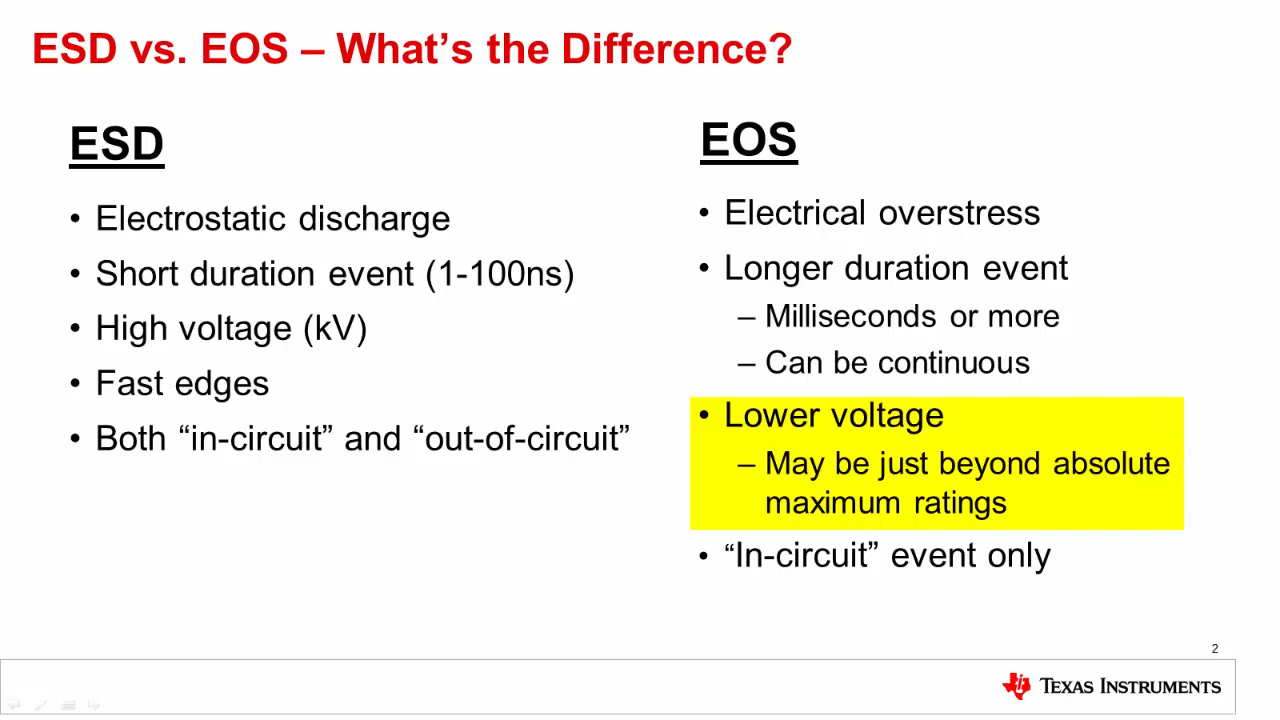 ESD vs. EOS – What’s the Difference?
ESD
• Electrostatic discharge
• Short duration event (1-100ns)
• High voltage (kV)
• Fast edges
• Both “in-circuit” and “out-of-circuit”
EOS
• Electrical overstress
• Longer duration event
– Milliseconds or more
– Can be continuous
• Lower voltage
– May be just beyond absolute
maximum ratings
• “In-circuit” event only
2
TEXAS INSTRUMENTS